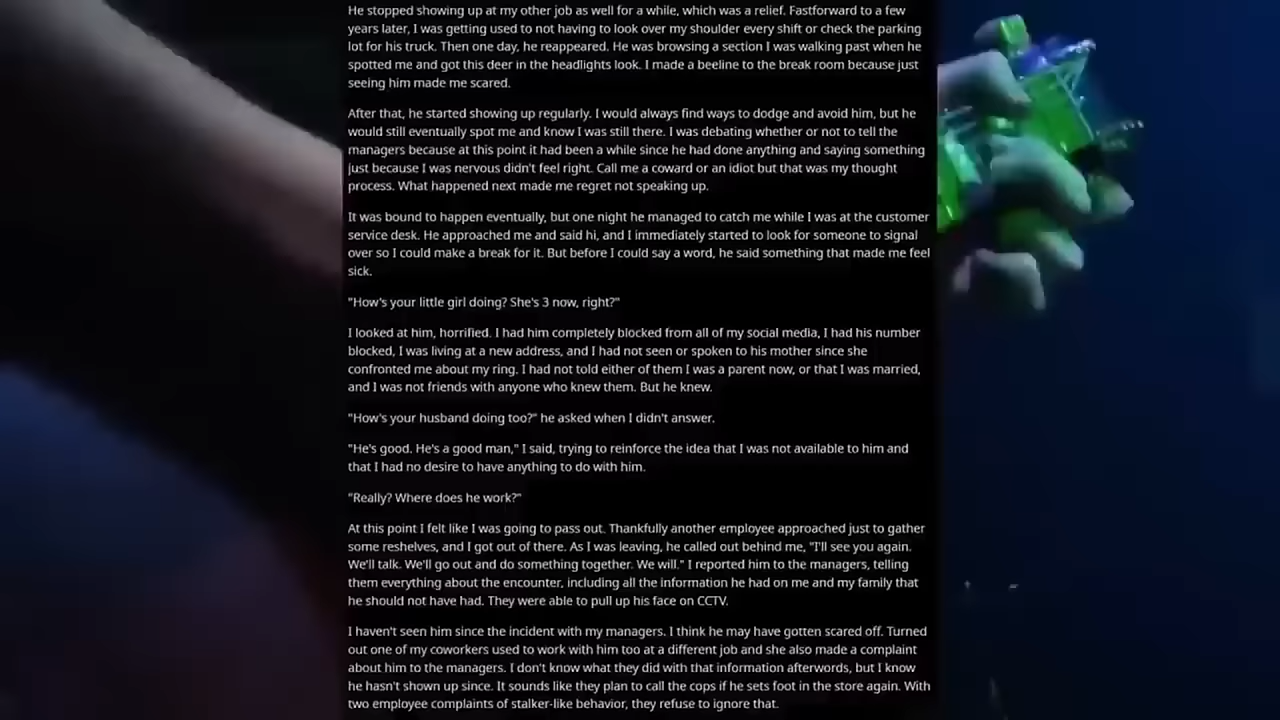 He stopped showing up at my other job as well for a while, which was a relief. Fastforward to a few
years later, I was getting used to not having to look over my shoulder every shift or check the parking
lot for his truck. Then one day, he reappeared. He was browsing a section I was walking past when he
spotted me and got this deer in the headlights look. I made a beeline to the break room because just
seeing him made me scared.
After that, he started showing up regularly. I would always find ways to dodge and avoid him, but he
would still eventually spot me and know I was still there. I was debating whether or not to tell the
managers because at this point it had been a while since he had done anything and saying something
just because I was nervous didn't feel right. Call me a coward or an idiot but that was my thought
process. What happened next made me regret not speaking up.
It was bound to happen eventually, but one night he managed to catch me while I was at the customer
service desk. He approached me and said hi, and I immediately started to look for someone to signal
over so I could make a break for it. But before I could say a word, he said something that made me feel
sick.
"How's your little girl doing? She's 3 now, right?"
I looked at him, horrified. I had him completely blocked from all of my social media, I had his number
blocked, I was living at a new address, and I had not seen or spoken to his mother since she
confronted me about my ring. I had not told either of them I was a parent now, or that I was married,
and I was not friends with anyone who knew them. But he knew.
"How's your husband doing too?" he asked when I didn't answer.
"He's good. He's a good man," I said, trying to reinforce the idea that I was not available to him and
that I had no desire to have anything to do with him.
"Really? Where does he work?"
At this point I felt like I was going to pass out. Thankfully another employee approached just to gather
some reshelves, and I got out of there. As I was leaving, he called out behind me, "I'll see you again.
We'll talk. We'll go out and do something together. We will." I reported him to the managers, telling
them everything about the encounter, including all the information he had on me and my family that
he should not have had. They were able to pull up his face on CCTV.
I haven't seen him since the incident with my managers. I think he may have gotten scared off. Turned
out one of my coworkers used to work with him too at a different job and she also made a complaint
about him to the managers. I don't know what they did with that information afterwords, but I know
he hasn't shown up since. It sounds like they plan to call the cops if he sets foot in the store again. With
two employee complaints of stalker-like behavior, they refuse to ignore that.